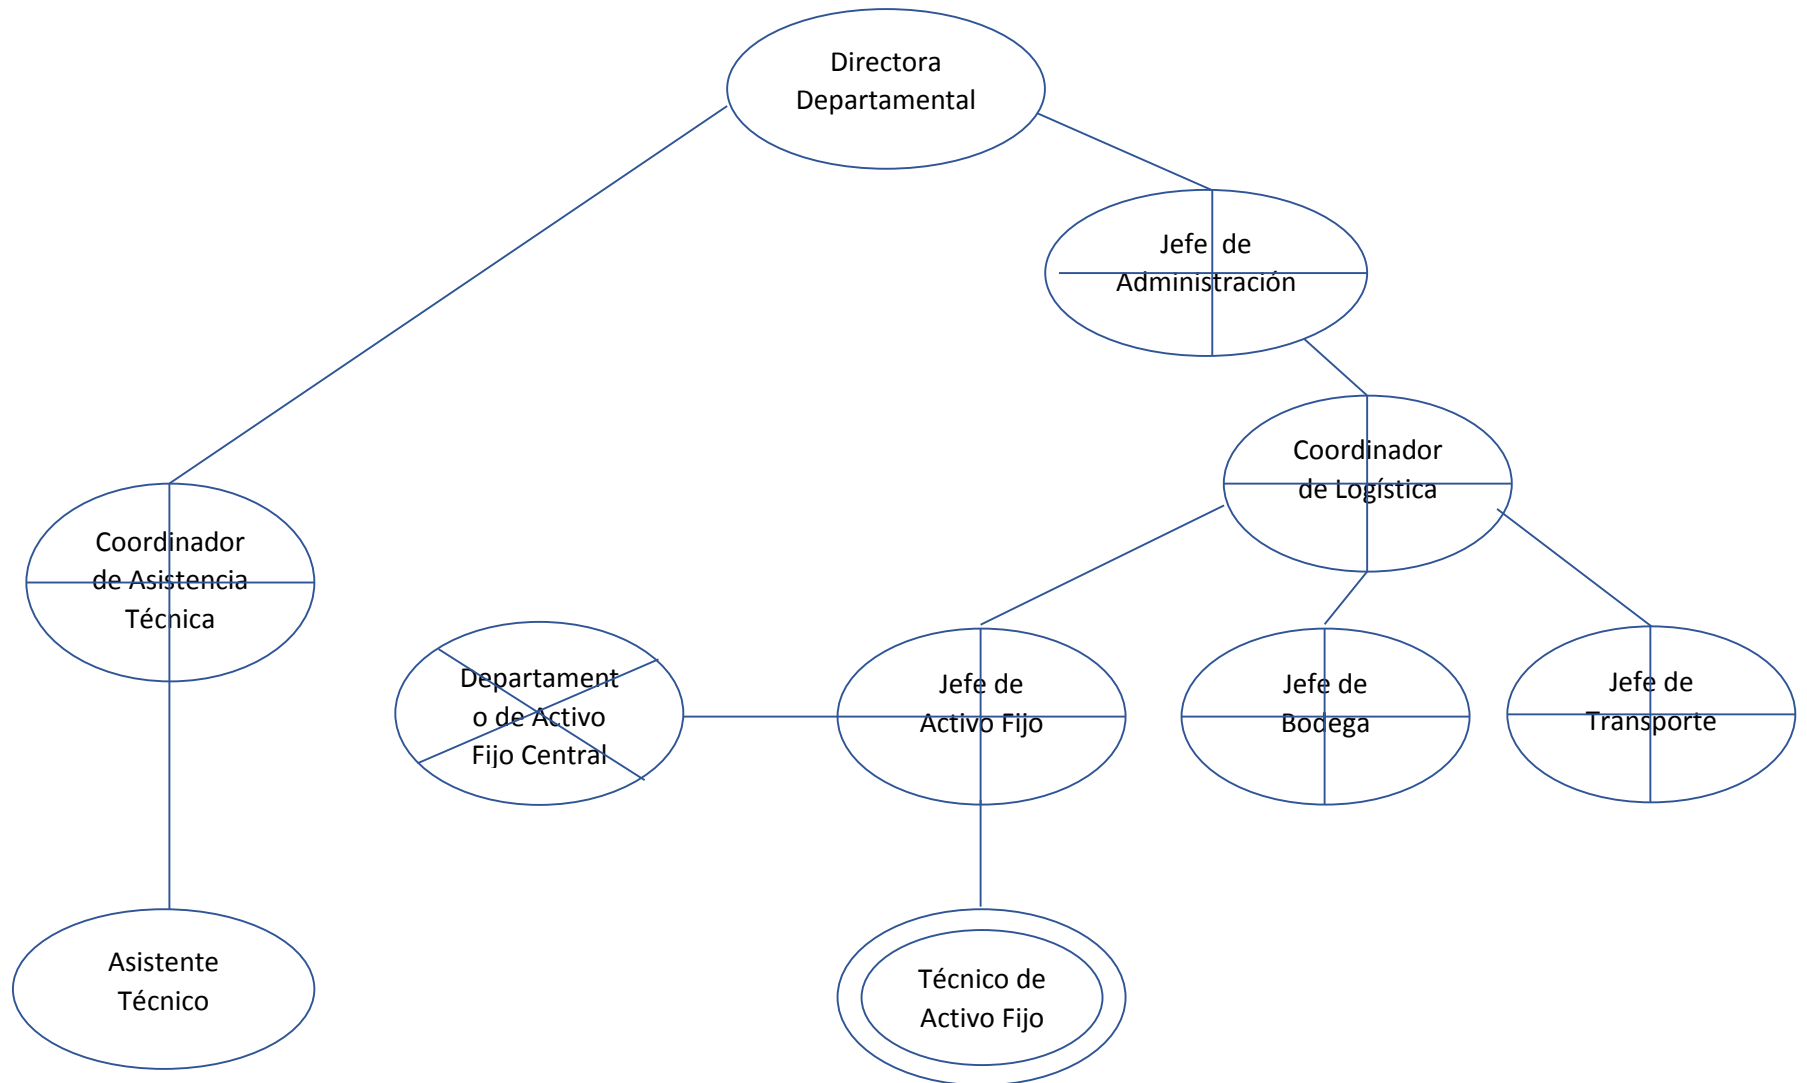 Directora
Departamental
Jefe  de
Administración
Coordinador
de Logística
Coordinador
de Asistencia
Técnica
Departament
o de Activo
Fijo Central
Jefe de
Activo Fijo
Jefe de
Bodega
Jefe de
Transporte
Asistente
Técnico
Técnico de
Activo Fijo